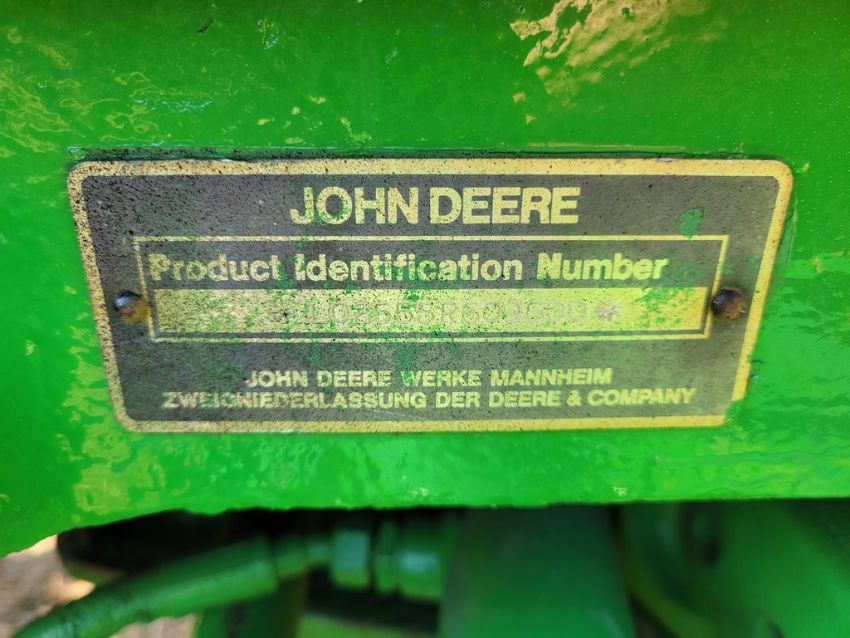 JOHN DEERE
Product Identification Number
JOHN DEERE WERKE MANNHEIM
ZWEIGNIEDERLASSUNG DER DEERE & COMPANY